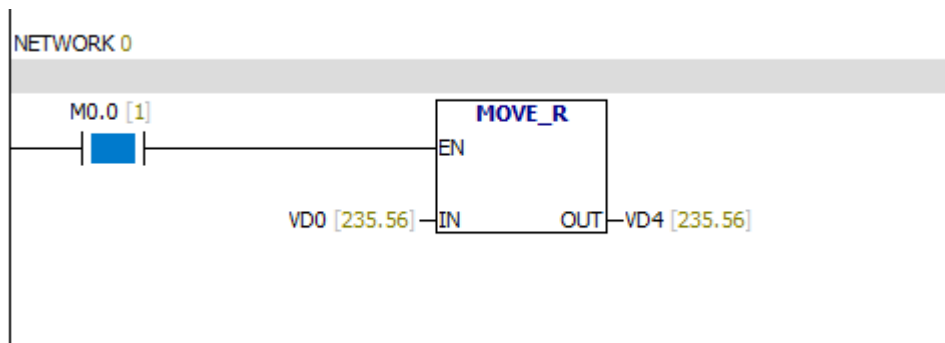 NETWORK 0
M0.0 [1]
MOVE_R
EN
VD0 [235.56] IN OUT VD4 [235.56]